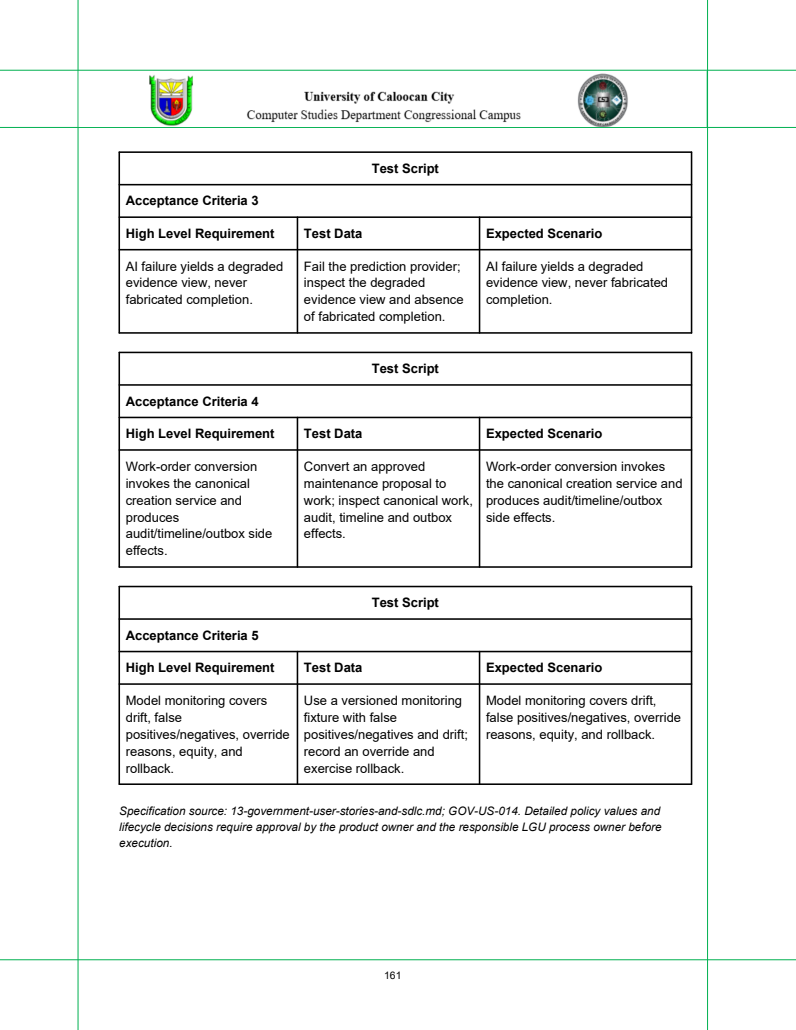 University of Caloocan City
Computer Studies Department Congressional Campus
Test Script
Acceptance Criteria 3
High Level Requirement
Test Data
Expected Scenario
AI failure yields a degraded
evidence view, never
fabricated completion.
Fail the prediction provider;
inspect the degraded
evidence view and absence
of fabricated completion.
AI failure yields a degraded
evidence view, never fabricated
completion.
Test Script
Acceptance Criteria 4
High Level Requirement
Test Data
Expected Scenario
Work-order conversion
invokes the canonical
creation service and
produces
audit/timeline/outbox side
effects.
Convert an approved
maintenance proposal to
work; inspect canonical work,
audit, timeline and outbox
effects.
Work-order conversion invokes
the canonical creation service and
produces audit/timeline/outbox
side effects.
Test Script
Acceptance Criteria 5
High Level Requirement
Test Data
Expected Scenario
Model monitoring covers
drift, false
positives/negatives, override
reasons, equity, and
rollback.
Use a versioned monitoring
fixture with false
positives/negatives and drift;
record an override and
exercise rollback.
Model monitoring covers drift,
false positives/negatives, override
reasons, equity, and rollback.
Specification source: 13-government-user-stories-and-sdlc.md; GOV-US-014. Detailed policy values and
lifecycle decisions require approval by the product owner and the responsible LGU process owner before
execution.
161